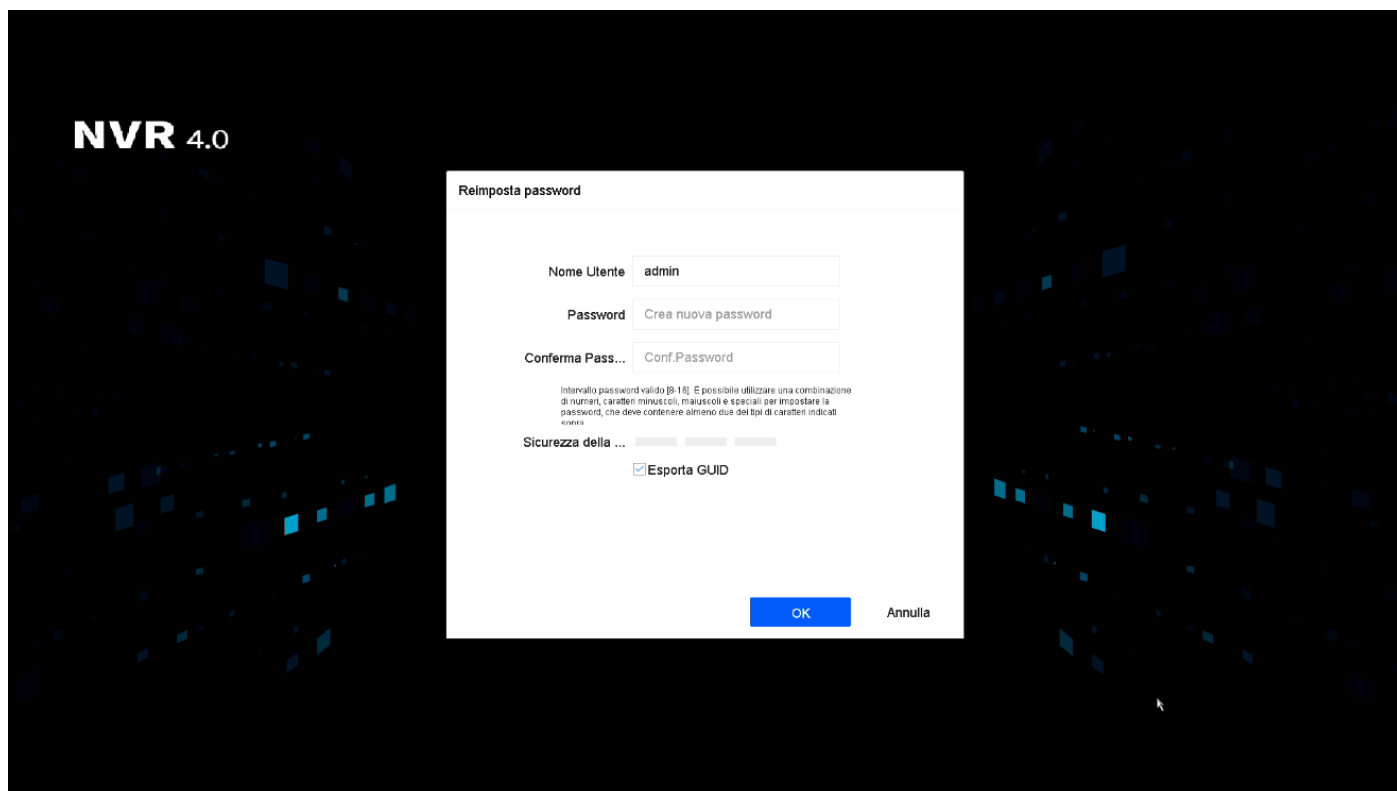 NVR 4.0
Reimposta password
Nome Utente admin
Password Crea nuova password
Conferma Pass... Conf.Password
Intervallo password valido [8-16]. È possibile utilizzare una combinazione
di numeri, caratteri minuscoli, maiuscoli e speciali per impostare la
password, che deve contenere almeno due dei tipi di caratteri indicati
sopra
Sicurezza della ...
Esporta GUID
OK Annulla